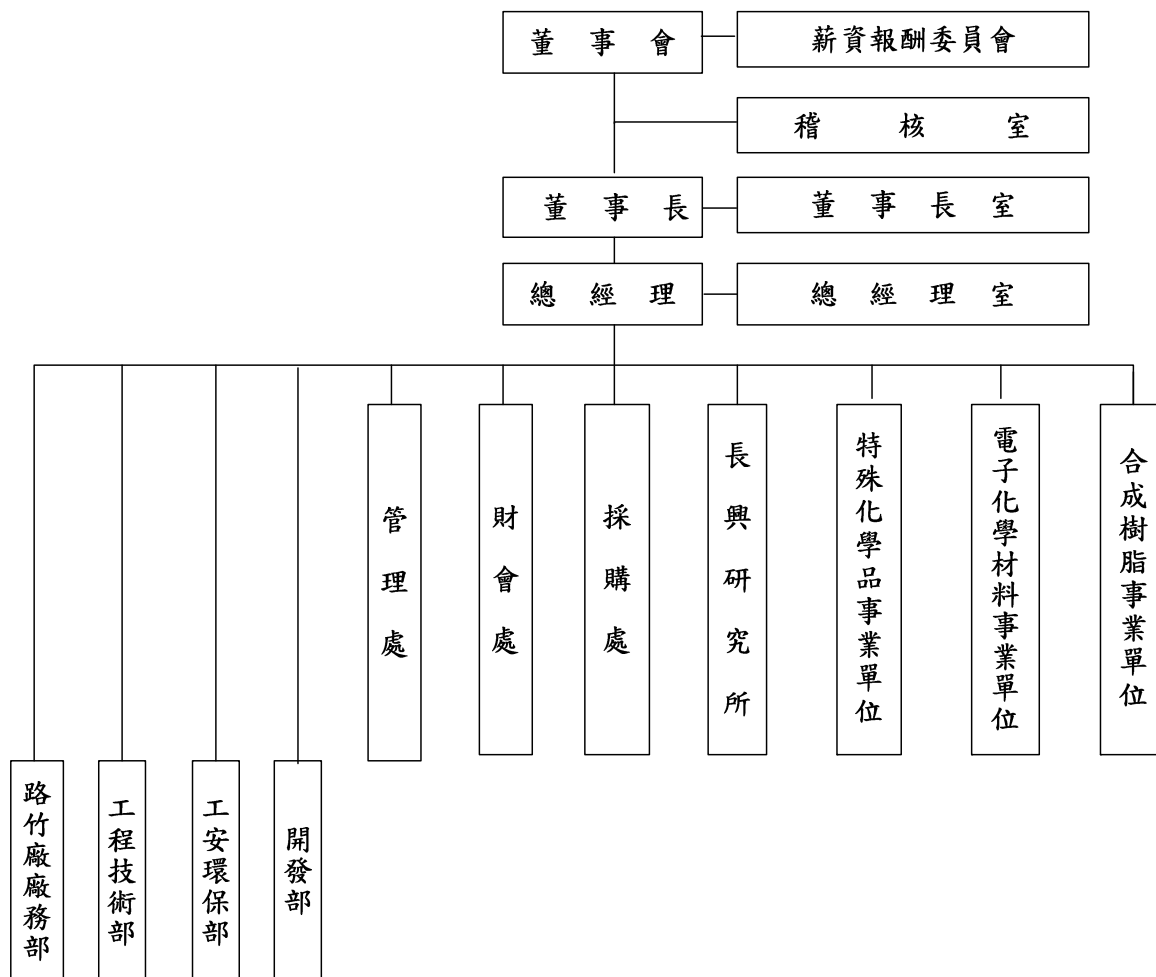 董事會
薪資報酬委員會
稽核室
董事長
董事長室
總經理
總經理室
管理處
財會處
採購處
長興研究所
特殊化學品事業單位
電子化學材料事業單位
合成樹脂事業單位
路竹廠廠務部
工程技術部
工安環保部
開發部